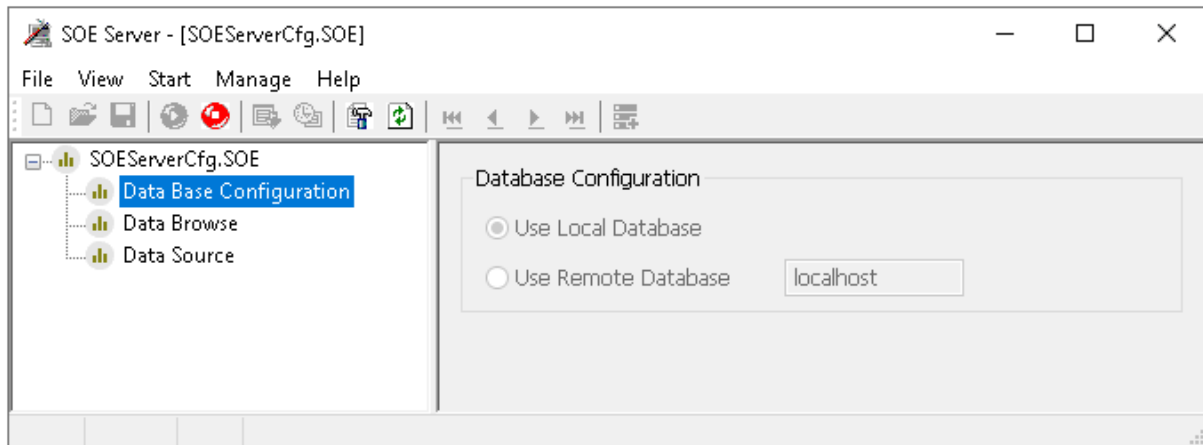 SOE Server - [SOEServerCfg.SOE]
File View Start Manage Help
SOEServerCfg.SOE
Data Base Configuration
Data Browse
Data Source
Database Configuration
Use Local Database
Use Remote Database localhost